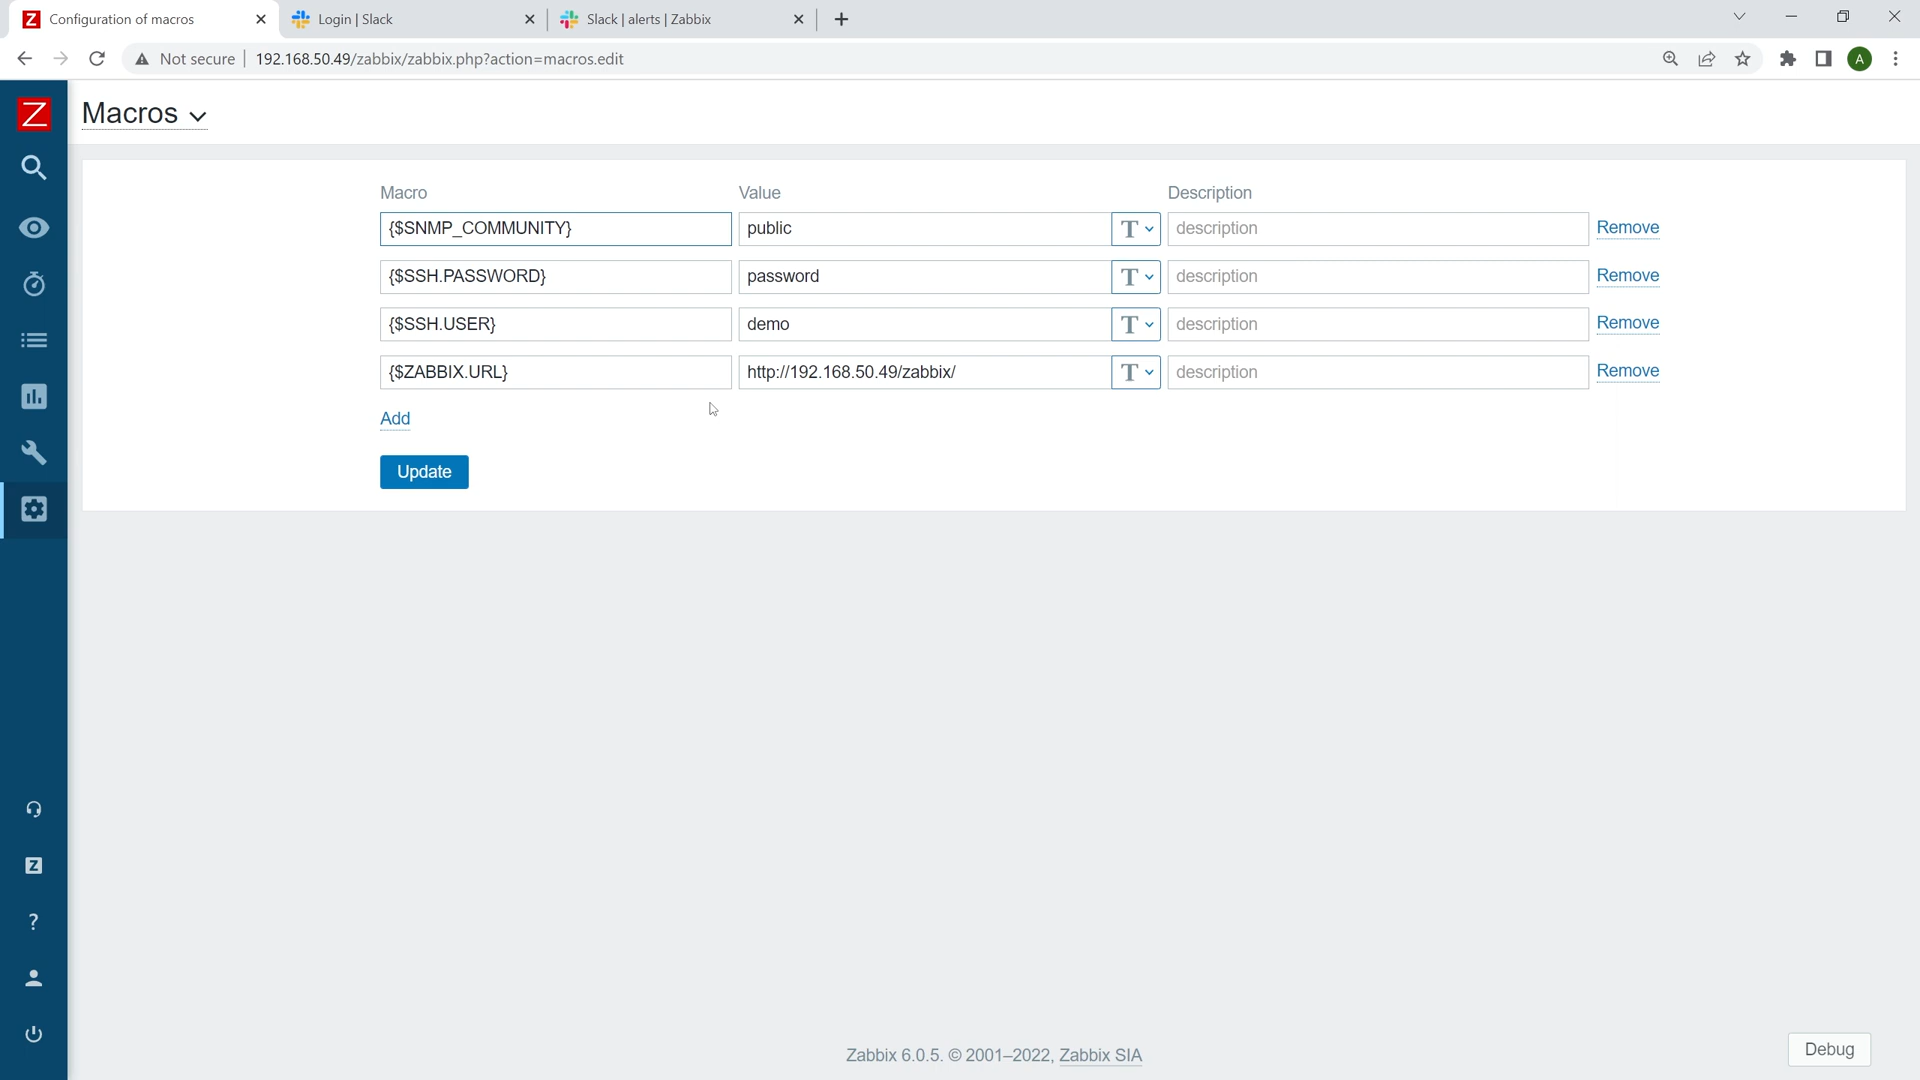 Z Configuration of macros
Login | Slack
Slack | alerts | Zabbix
Not secure
192.168.50.49/zabbix/zabbix.php?action=macros.edit
A
Z
Macros
Macro Value Description
{$SNMP_COMMUNITY} public T description Remove
{$SSH.PASSWORD} password T description Remove
{$SSH.USER} demo T description Remove
{$ZABBIX.URL} http://192.168.50.49/zabbix/ T description Remove
Add
Update
Z
?
Zabbix 6.0.5. © 2001–2022, Zabbix SIA
Debug